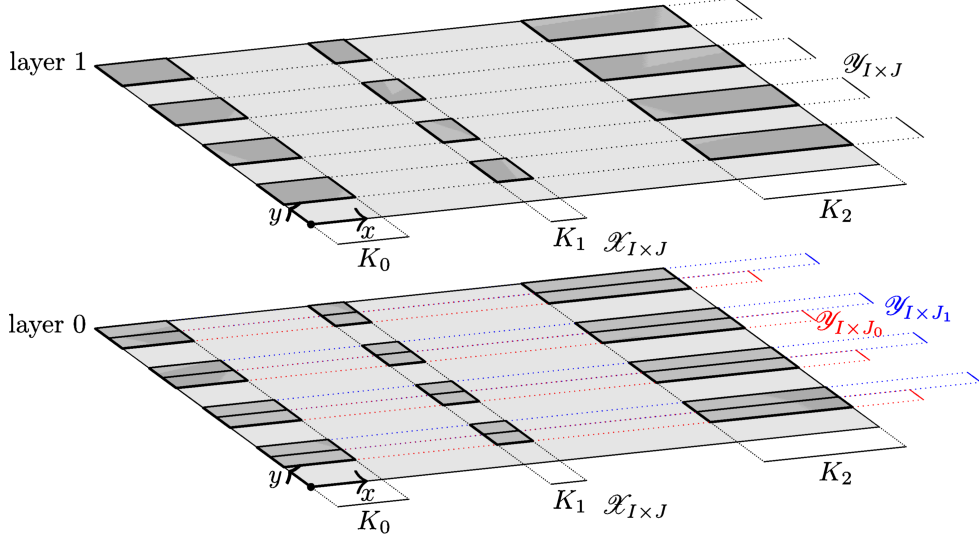 layer 1
𝒴_{I×J}
y
x
K_0
K_1
𝒳_{I×J}
K_2
layer 0
𝒴_{I×J_1}
𝒴_{I×J_0}
y
x
K_0
K_1
𝒳_{I×J}
K_2